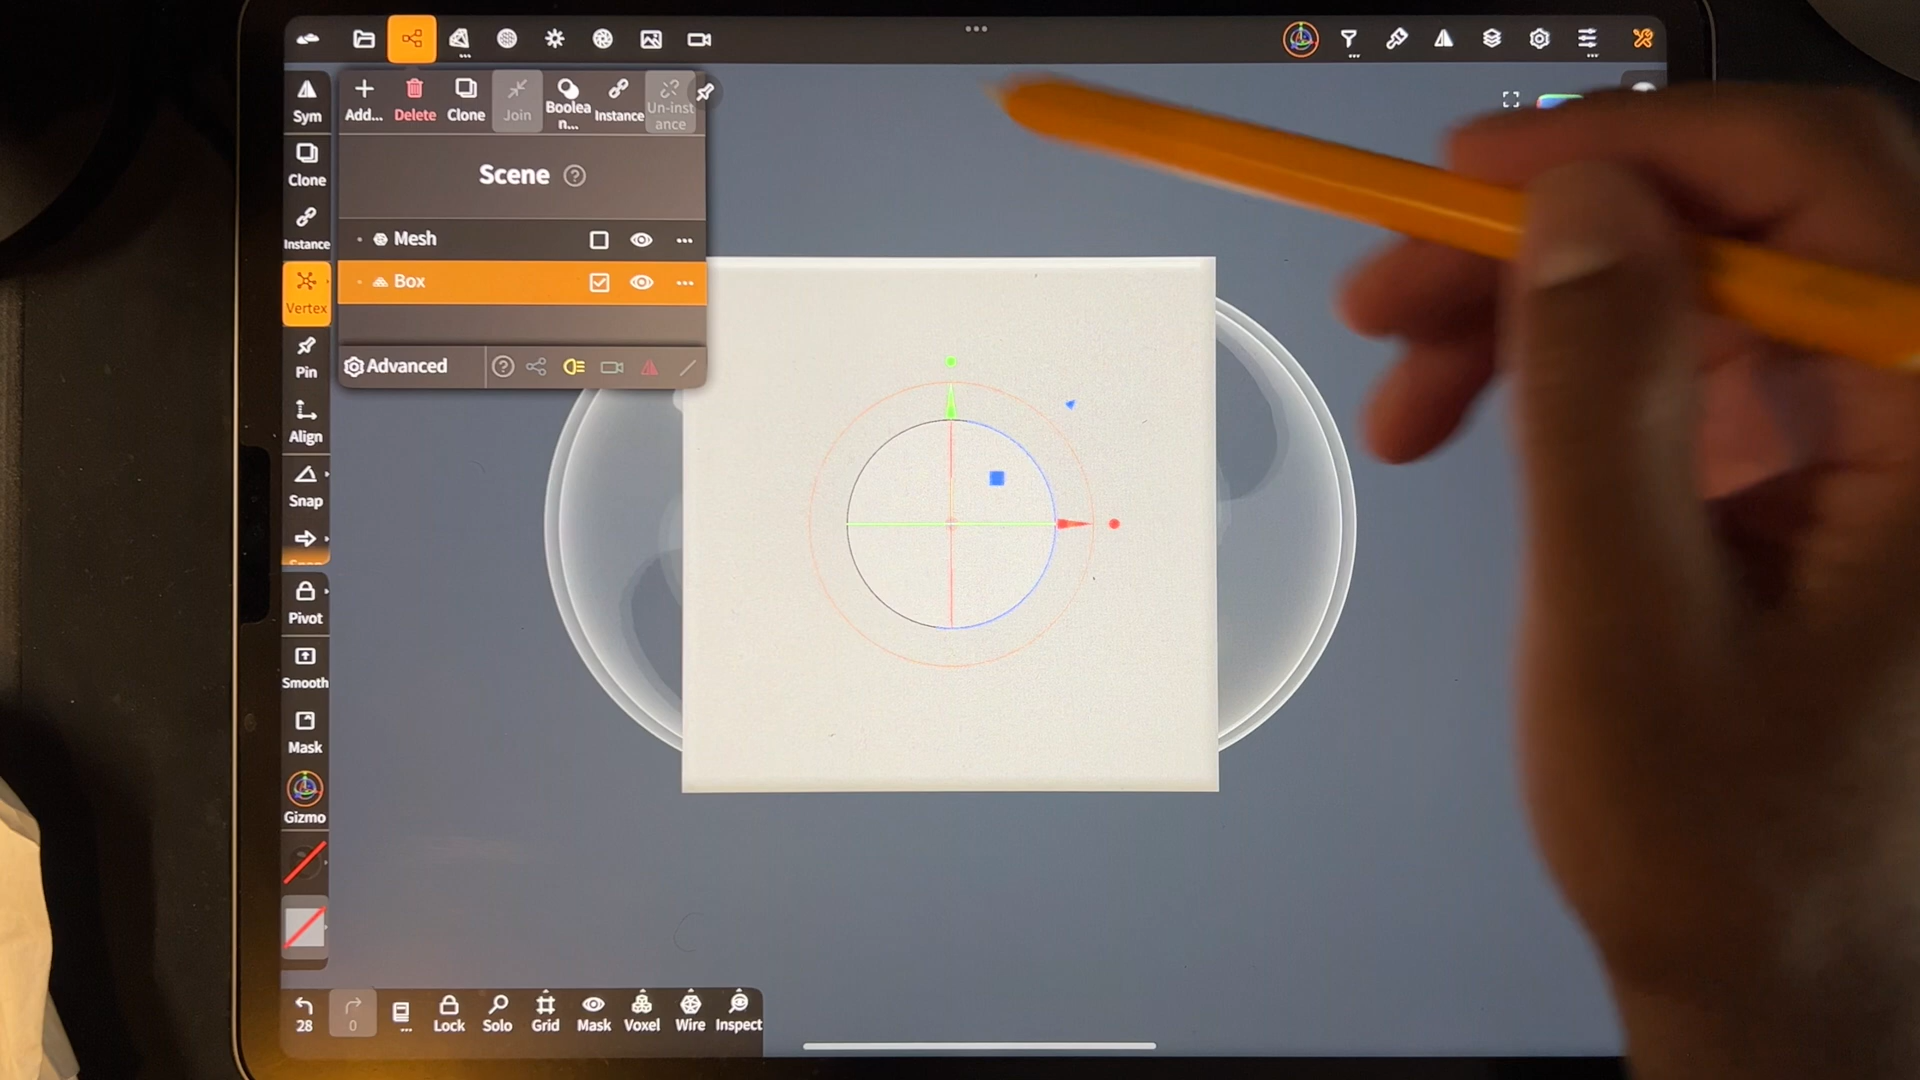 Sym
Clone
Instance
Vertex
Pin
Align
Snap
Pivot
Smooth
Mask
Gizmo
Add...
Delete
Clone
Join
Boolea
n...
Instance
Un-inst
ance
Scene ?
Mesh
Box
Advanced
?
28
0
Lock
Solo
Grid
Mask
Voxel
Wire
Inspect